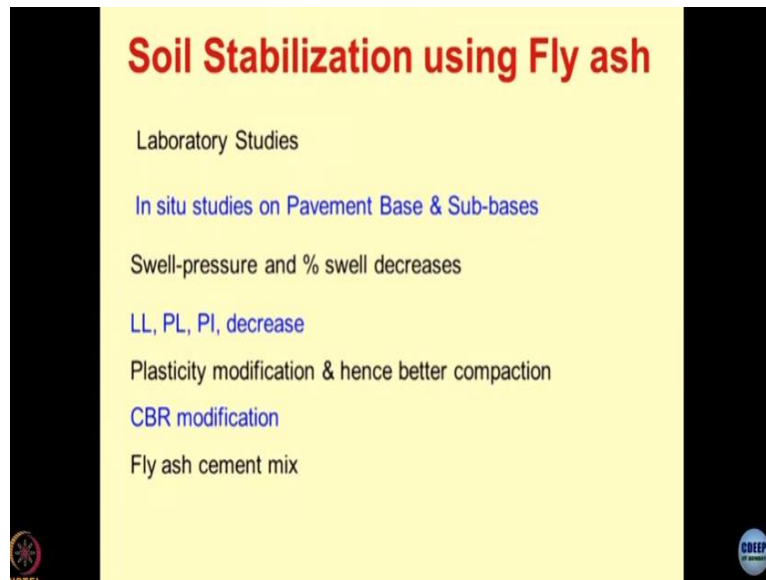 Soil Stabilization using Fly ash
Laboratory Studies
In situ studies on Pavement Base & Sub-bases
Swell-pressure and % swell decreases
LL, PL, PI, decrease
Plasticity modification & hence better compaction
CBR modification
Fly ash cement mix
CDEEP